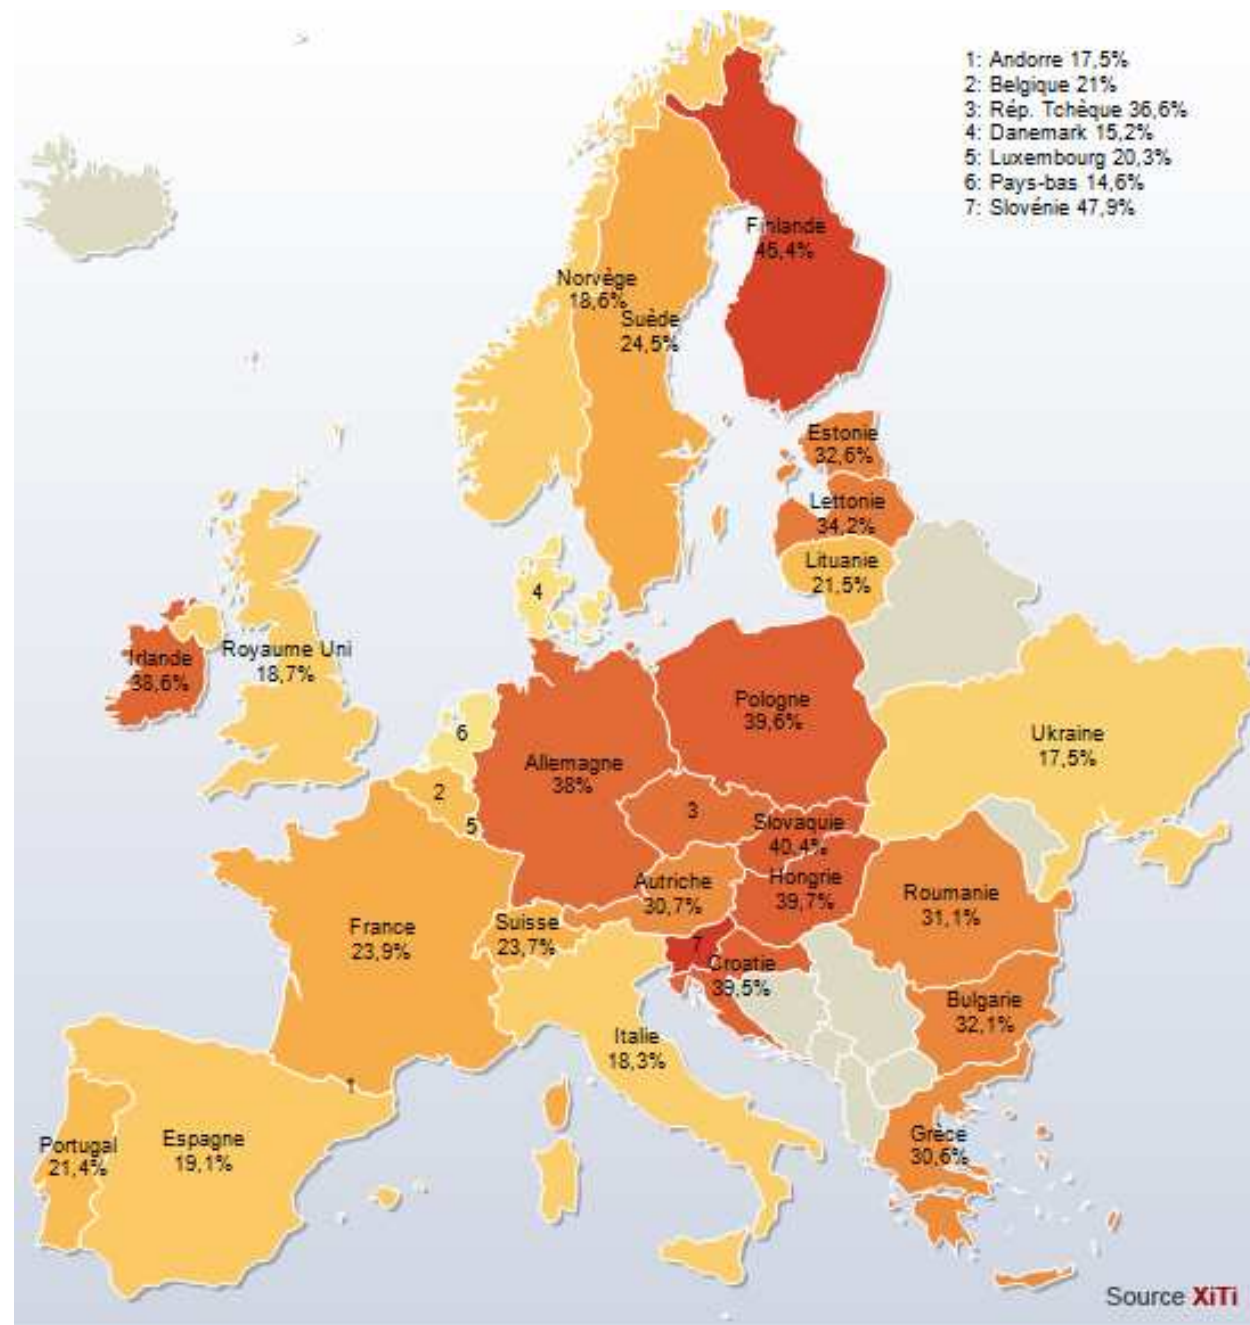 1: Andorre 17,5%
2: Belgique 21%
3: Rép. Tchèque 36,6%
4: Danemark 15,2%
5: Luxembourg 20,3%
6: Pays-bas 14,6%
7: Slovénie 47,9%
Finlande
45,4%
Norvège
18,6%
Suède
24,5%
Estonie
32,6%
Lettonie
34,2%
Lituanie
21,5%
4
Irlande
38,6%
Royaume Uni
18,7%
Pologne
39,6%
6
Ukraine
17,5%
Allemagne
38%
2
3
5
Slovaquie
40,4%
Autriche
30,7%
Hongrie
39,7%
Roumanie
31,1%
France
23,9%
Suisse
23,7%
7
Croatie
39,5%
Bulgarie
32,1%
Italie
18,3%
1
Portugal
21,4%
Espagne
19,1%
Grèce
30,6%
Source XiTi